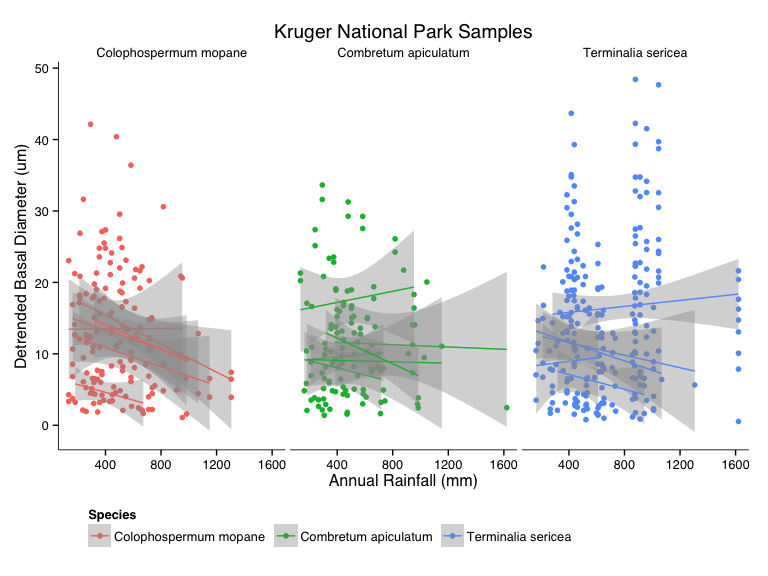 Kruger National Park Samples
Colophospermum mopane Combretum apiculatum Terminalia sericea
Detrended Basal Diameter (um)
50
40
30
20
10
0
400 800 1200 1600 400 800 1200 1600 400 800 1200 1600
Annual Rainfall (mm)
Species
Colophospermum mopane Combretum apiculatum Terminalia sericea